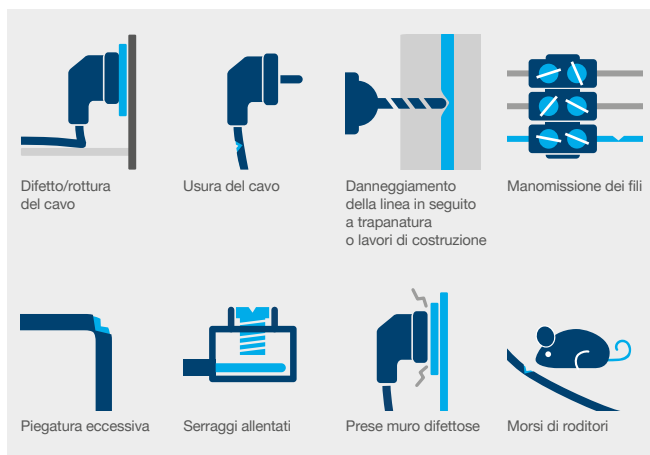 Difetto/rottura
del cavo
Usura del cavo
Danneggiamento
della linea in seguito
a trapanatura
o lavori di costruzione
Manomissione dei fili
Piegatura eccessiva
Serraggi allentati
Prese muro difettose
Morsi di roditori